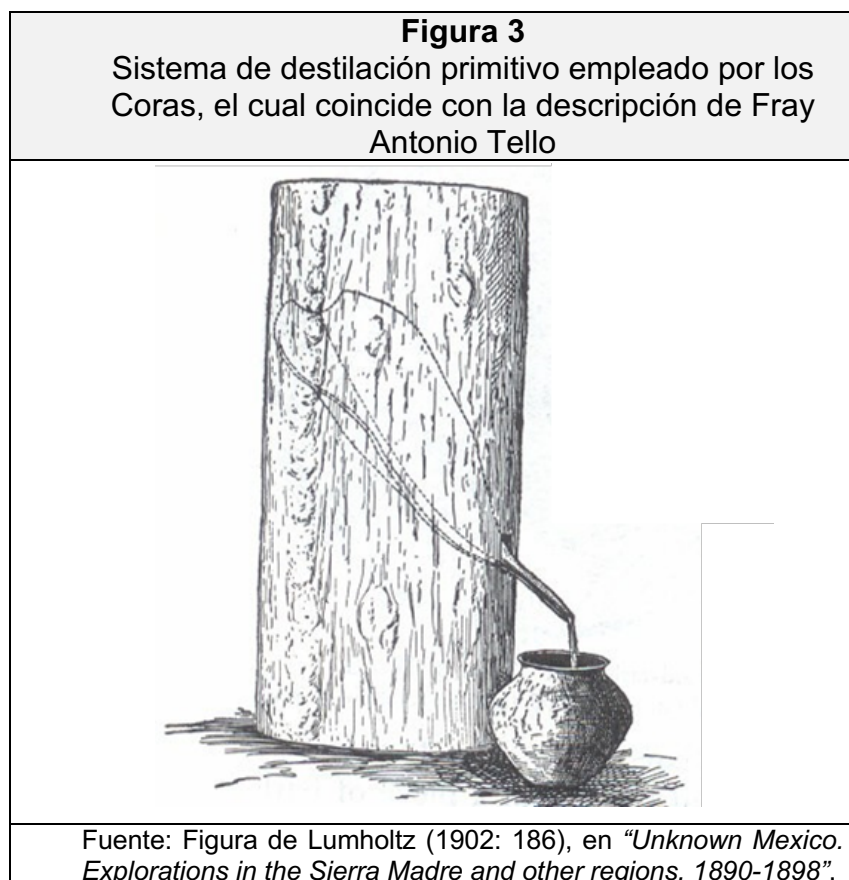 Figura 3
Sistema de destilación primitivo empleado por los
Coras, el cual coincide con la descripción de Fray
Antonio Tello
Fuente: Figura de Lumholtz (1902: 186), en “Unknown Mexico.
Explorations in the Sierra Madre and other regions, 1890-1898”.